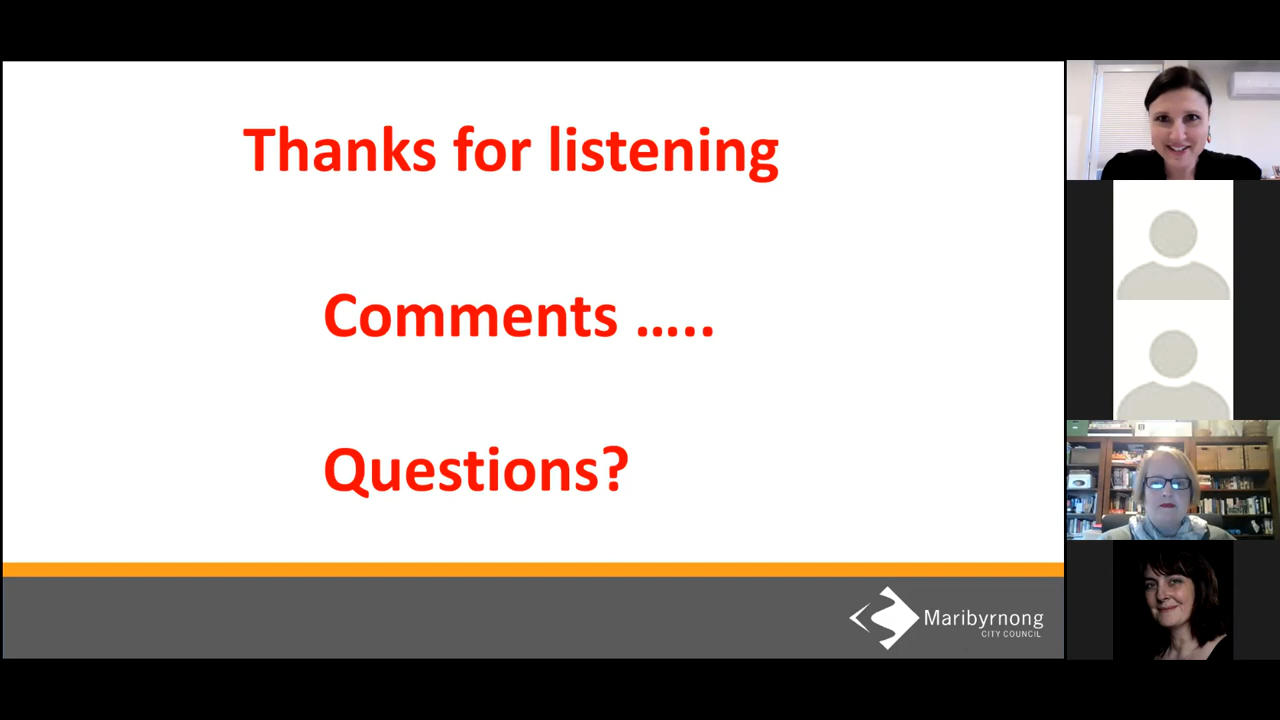 Thanks for listening
Comments .....
Questions?
Maribyrnong
CITY COUNCIL